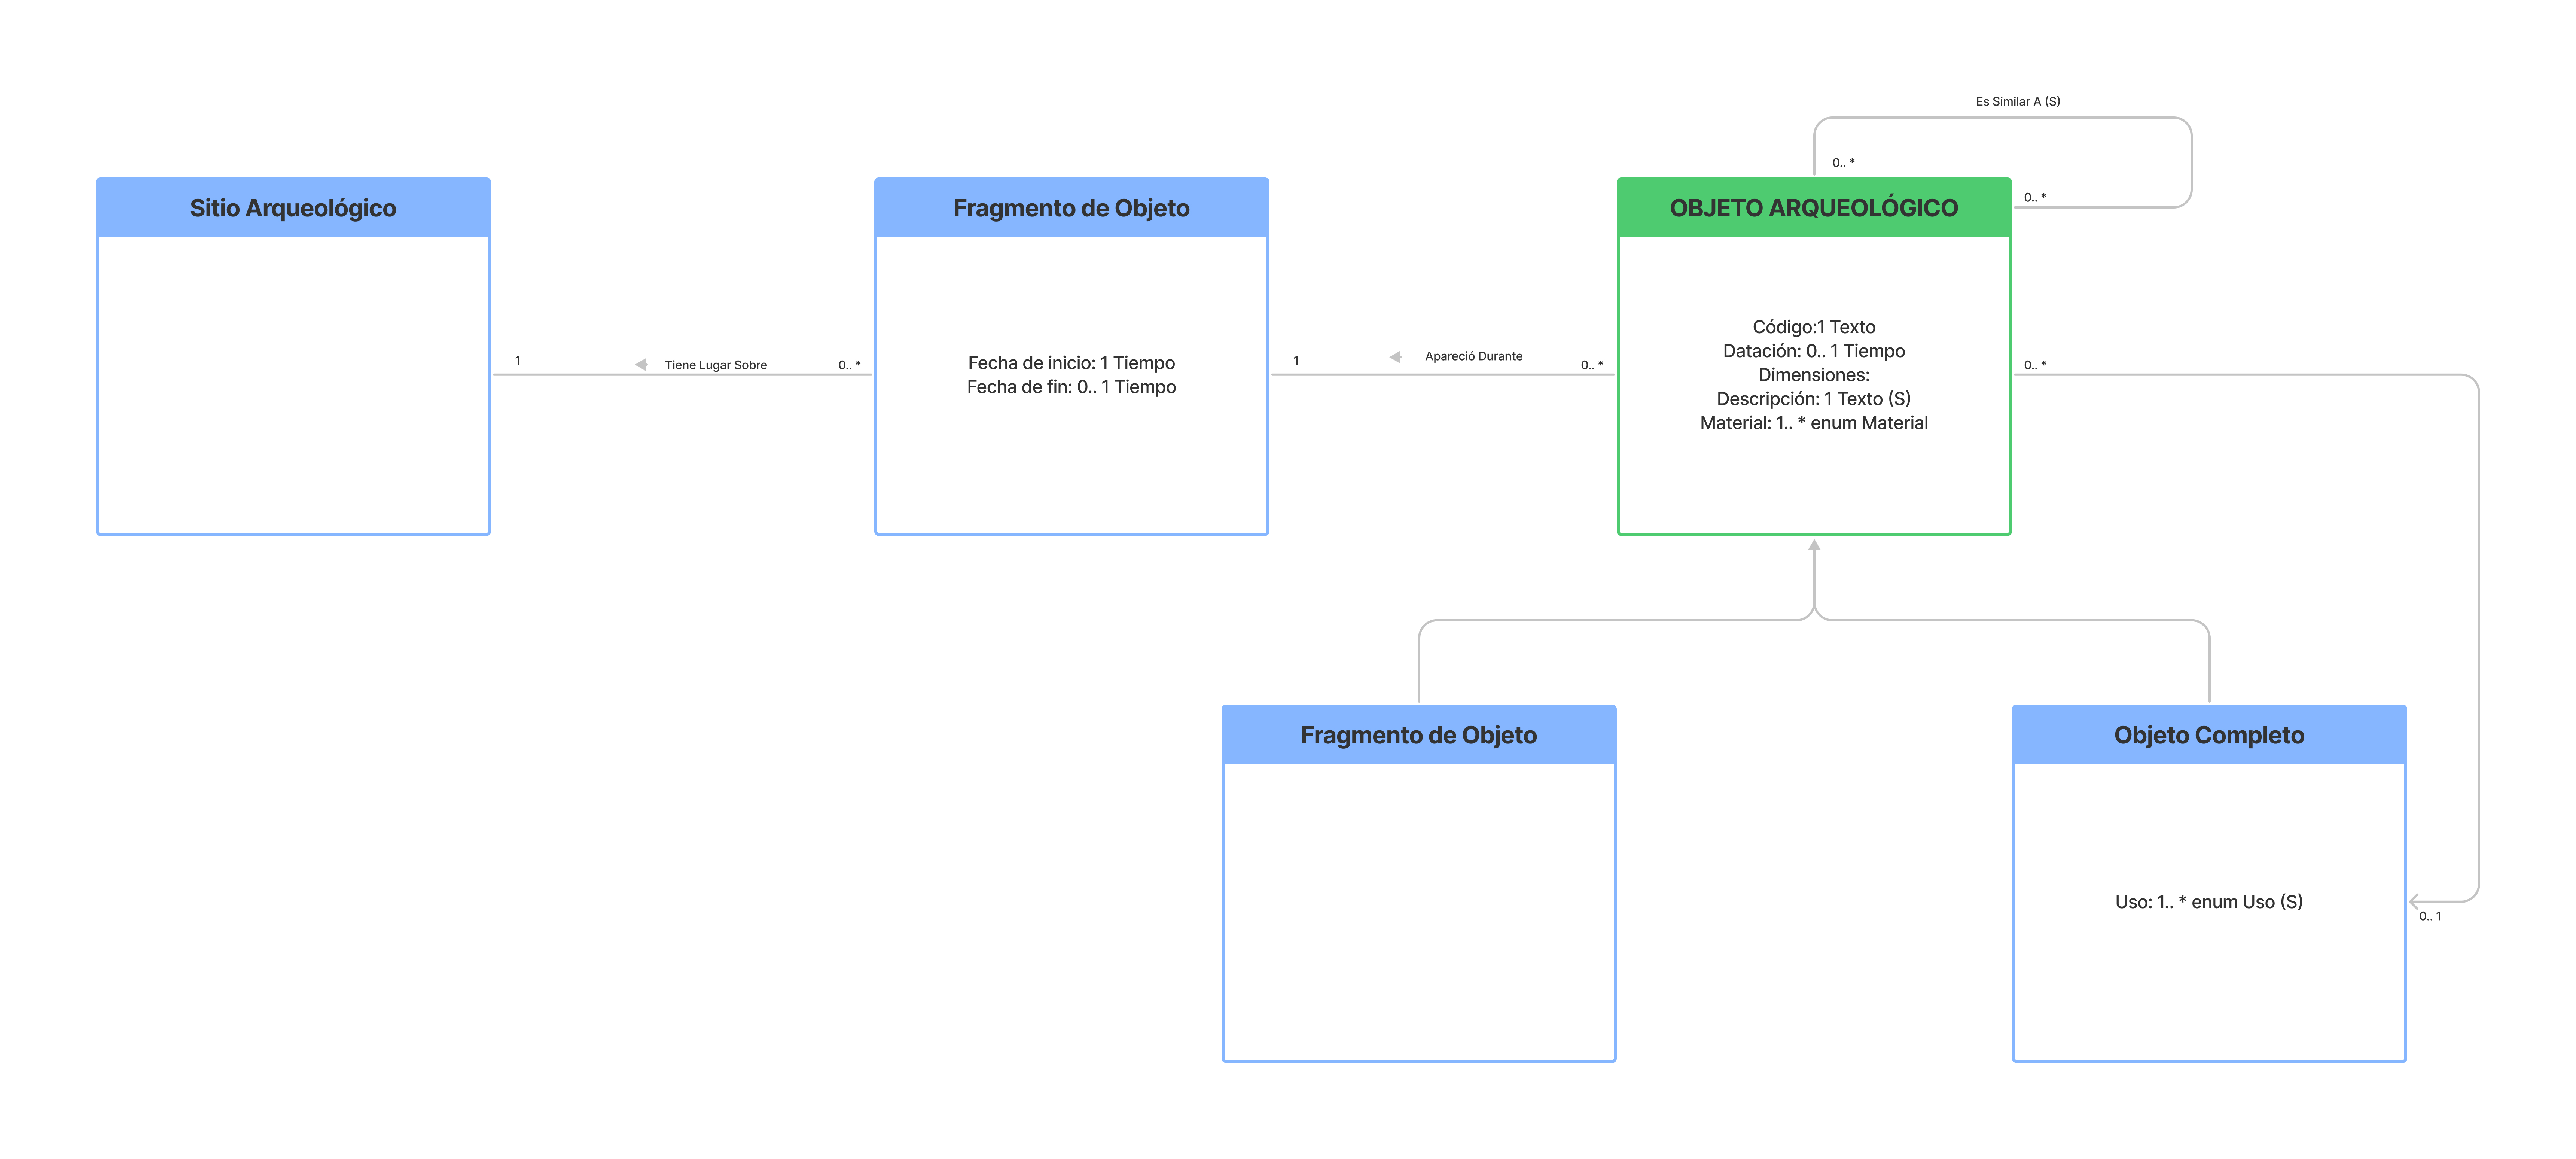 Es Similar A (S)
0.. *
0.. *
Sitio Arqueológico
1
Tiene Lugar Sobre
0.. *
Fragmento de Objeto
Fecha de inicio: 1 Tiempo
Fecha de fin: 0.. 1 Tiempo
1
Apareció Durante
0.. *
OBJETO ARQUEOLÓGICO
Código:1 Texto
Datación: 0.. 1 Tiempo
Dimensiones:
Descripción: 1 Texto (S)
Material: 1.. * enum Material
0.. *
Fragmento de Objeto
Objeto Completo
Uso: 1.. * enum Uso (S)
0.. 1